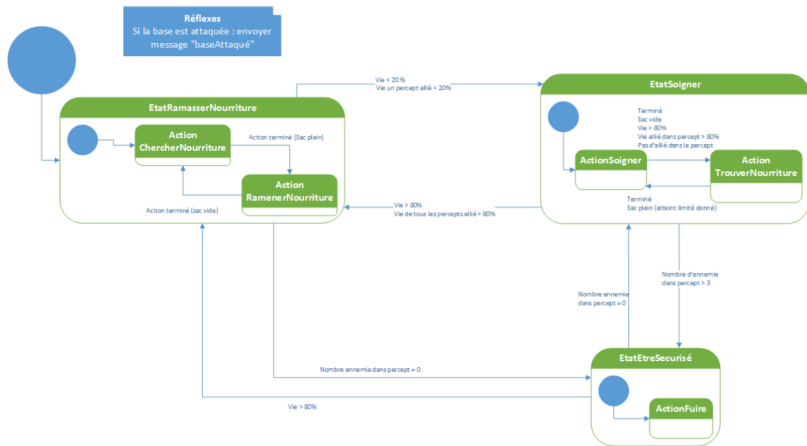 Réflexes
Si la base est attaquée : envoyer
message "baseAttaqué"
Vie < 20 %
Vie un percept allié < 20%
EtatRamasserNourriture
Action
ChercherNourriture
Action terminé (Sac plein)
Action
RamenerNourriture
Action terminé (sac vide)
EtatSoigner
Terminé
Sac vide
Vie > 80%
Vie allié dans percept > 80%
Pas d'allié dans le percept
ActionSoigner
Action
TrouverNourriture
Terminé
Sac plein (atteint limité donné)
Vie > 80%
Vie de tous les percepts allié > 80%
Nombre d'ennemie
dans percept > 3
Nombre ennemie
dans percept = 0
EtatEtreSecurisé
ActionFuire
Nombre ennemie dans percept = 0
Vie > 80%